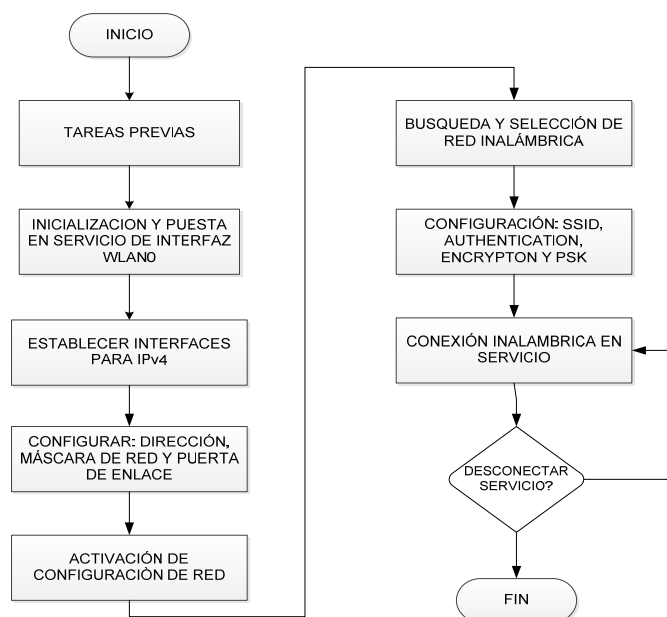 INICIO
TAREAS PREVIAS
INICIALIZACION Y PUESTA
EN SERVICIO DE INTERFAZ
WLAN0
ESTABLECER INTERFACES
PARA IPv4
CONFIGURAR: DIRECCIÓN,
MÁSCARA DE RED Y PUERTA
DE ENLACE
ACTIVACIÓN DE
CONFIGURACIÒN DE RED
BUSQUEDA Y SELECCIÓN DE
RED INALÁMBRICA
CONFIGURACIÓN: SSID,
AUTHENTICATION,
ENCRYPTON Y PSK
CONEXIÓN INALAMBRICA EN
SERVICIO
DESCONECTAR
SERVICIO?
FIN